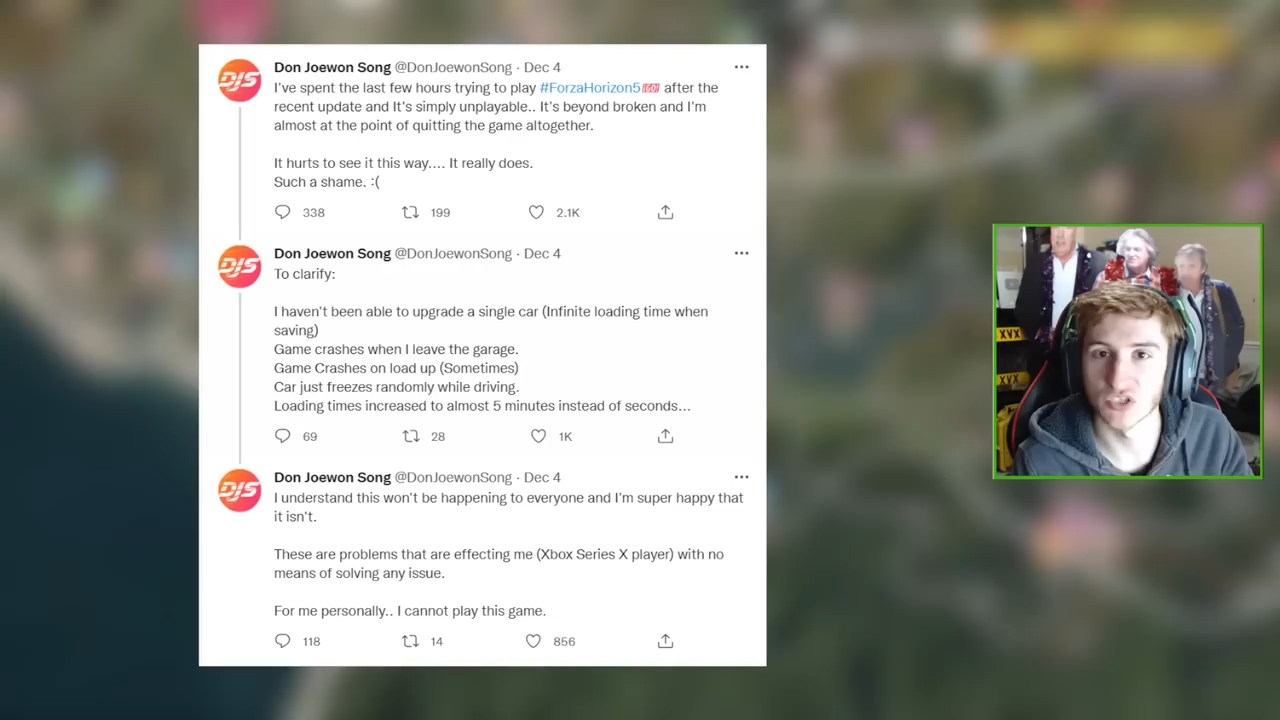 Don Joewon Song @DonJoewonSong · Dec 4
I've spent the last few hours trying to play #ForzaHorizon5 GO! after the
recent update and It's simply unplayable.. It's beyond broken and I'm
almost at the point of quitting the game altogether.
It hurts to see it this way.... It really does.
Such a shame. :(
338 199 2.1K
Don Joewon Song @DonJoewonSong · Dec 4
To clarify:
I haven't been able to upgrade a single car (Infinite loading time when
saving)
Game crashes when I leave the garage.
Game Crashes on load up (Sometimes)
Car just freezes randomly while driving.
Loading times increased to almost 5 minutes instead of seconds...
69 28 1K
Don Joewon Song @DonJoewonSong · Dec 4
I understand this won't be happening to everyone and I'm super happy that
it isn't.
These are problems that are effecting me (Xbox Series X player) with no
means of solving any issue.
For me personally.. I cannot play this game.
118 14 856
DJS
DJS
DJS
XVX
XVX